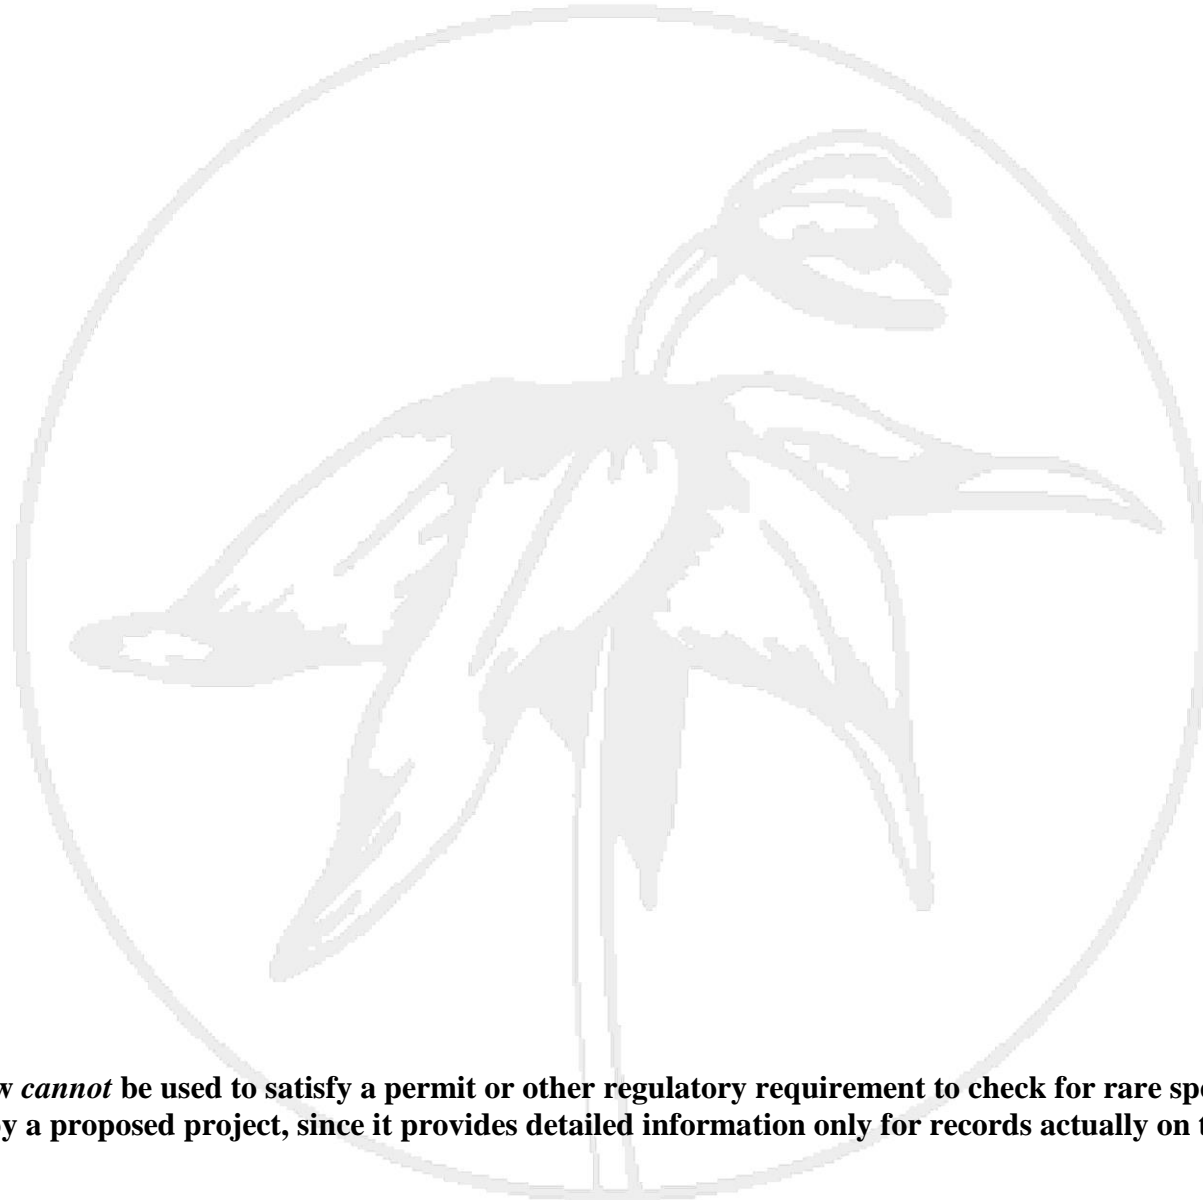 cannot be used to satisfy a permit or other regulatory requirement to check for rare
by a proposed project, since it provides detailed information only for records actually on